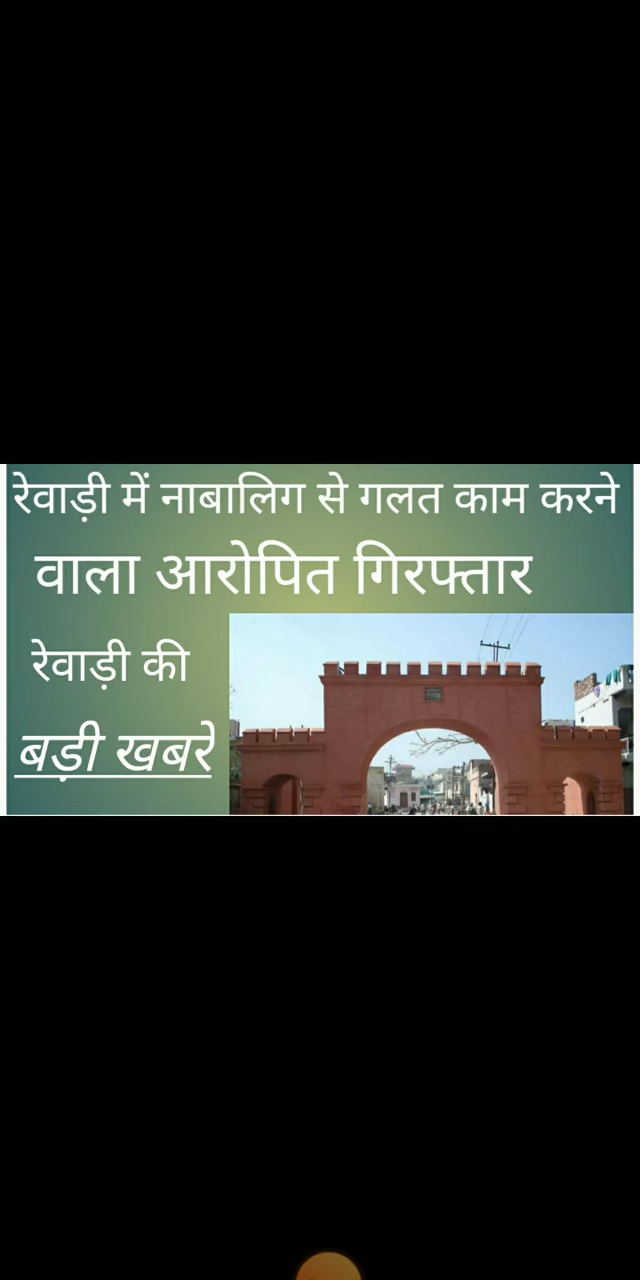 रेवाड़ी में नाबालिग से गलत काम करने
वाला आरोपित गिरफ्तार
रेवाड़ी की
बड़ी खबरे